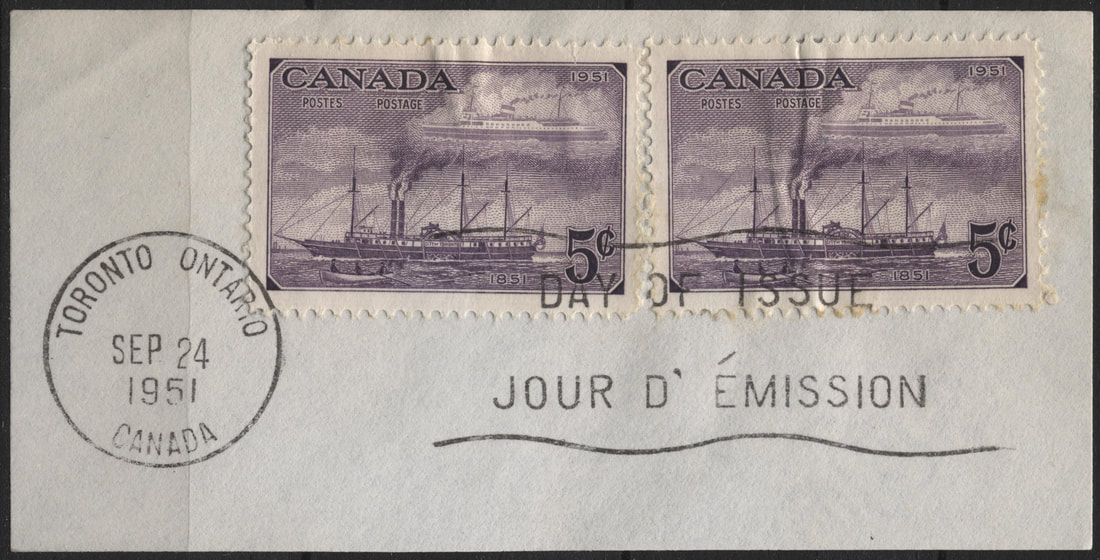 CANADA 1951
POSTES POSTAGE
1851 5¢
CANADA 1951
POSTES POSTAGE
1851 5¢
TORONTO ONTARIO
SEP 24
1951
CANADA
DAY OF ISSUE
JOUR D' ÉMISSION